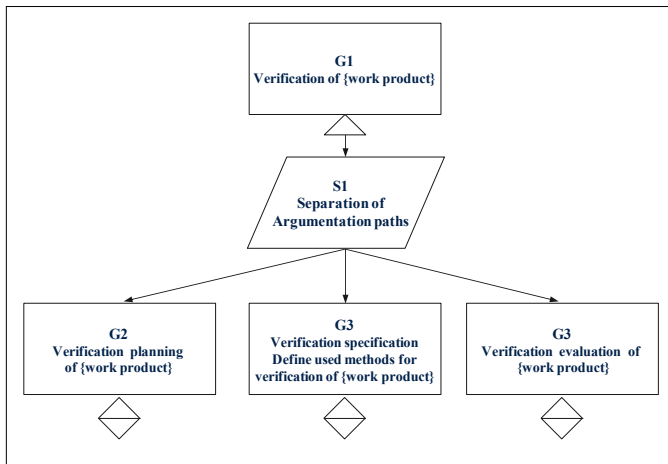 G1
Verification of {work product}
S1
Separation of
Argumentation paths
G2
Verification planning
of {work product}
G3
Verification specification
Define used methods for
verification of {work product}
G3
Verification evaluation of
{work product}